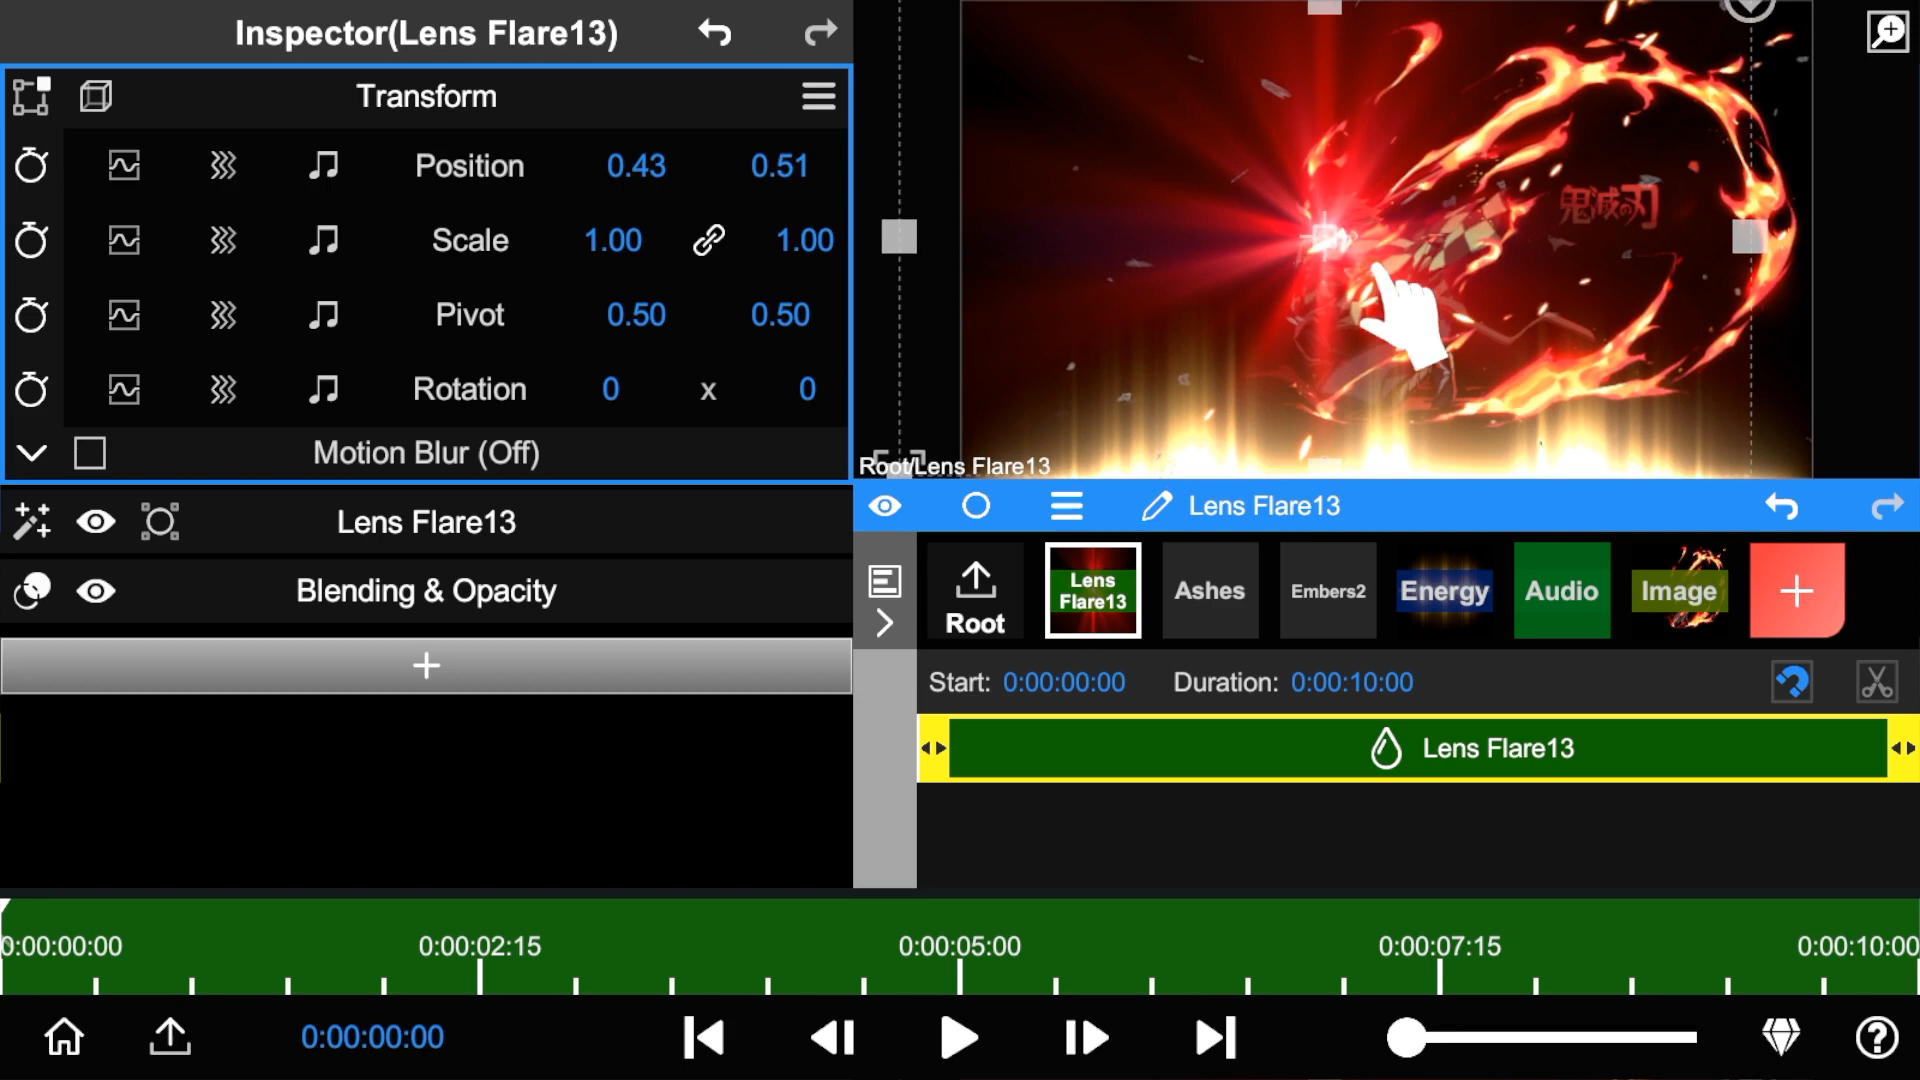 Inspector(Lens Flare13)
Transform
Position 0.43 0.51
Scale 1.00 1.00
Pivot 0.50 0.50
Rotation 0 x 0
Motion Blur (Off)
Lens Flare13
Blending & Opacity
+
鬼滅の刃
Root/Lens Flare13
Lens Flare13
Root
Lens
Flare13
Ashes
Embers2
Energy
Audio
Image
+
Start: 0:00:00:00 Duration: 0:00:10:00
Lens Flare13
0:00:00:00 0:00:02:15 0:00:05:00 0:00:07:15 0:00:10:00
0:00:00:00
?